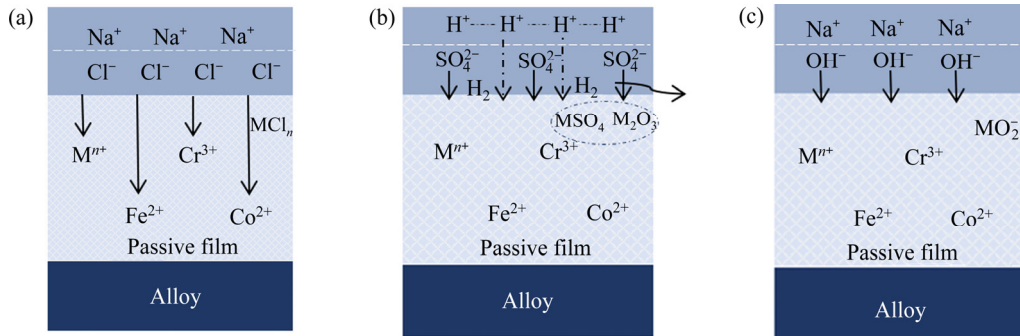 (a)
Na⁺ Na⁺ Na⁺
Cl⁻ Cl⁻ Cl⁻ Cl⁻
MClₙ
Mⁿ⁺ Cr³⁺
Fe²⁺ Co²⁺
Passive film
Alloy
(b)
H⁺ H⁺ H⁺ H⁺
SO₄²⁻ SO₄²⁻ SO₄²⁻
H₂ H₂
MSO₄ M₂O₃
Mⁿ⁺ Cr³⁺
Fe²⁺ Co²⁺
Passive film
Alloy
(c)
Na⁺ Na⁺ Na⁺
OH⁻ OH⁻ OH⁻
MO₂⁻
Mⁿ⁺ Cr³⁺
Fe²⁺ Co²⁺
Passive film
Alloy